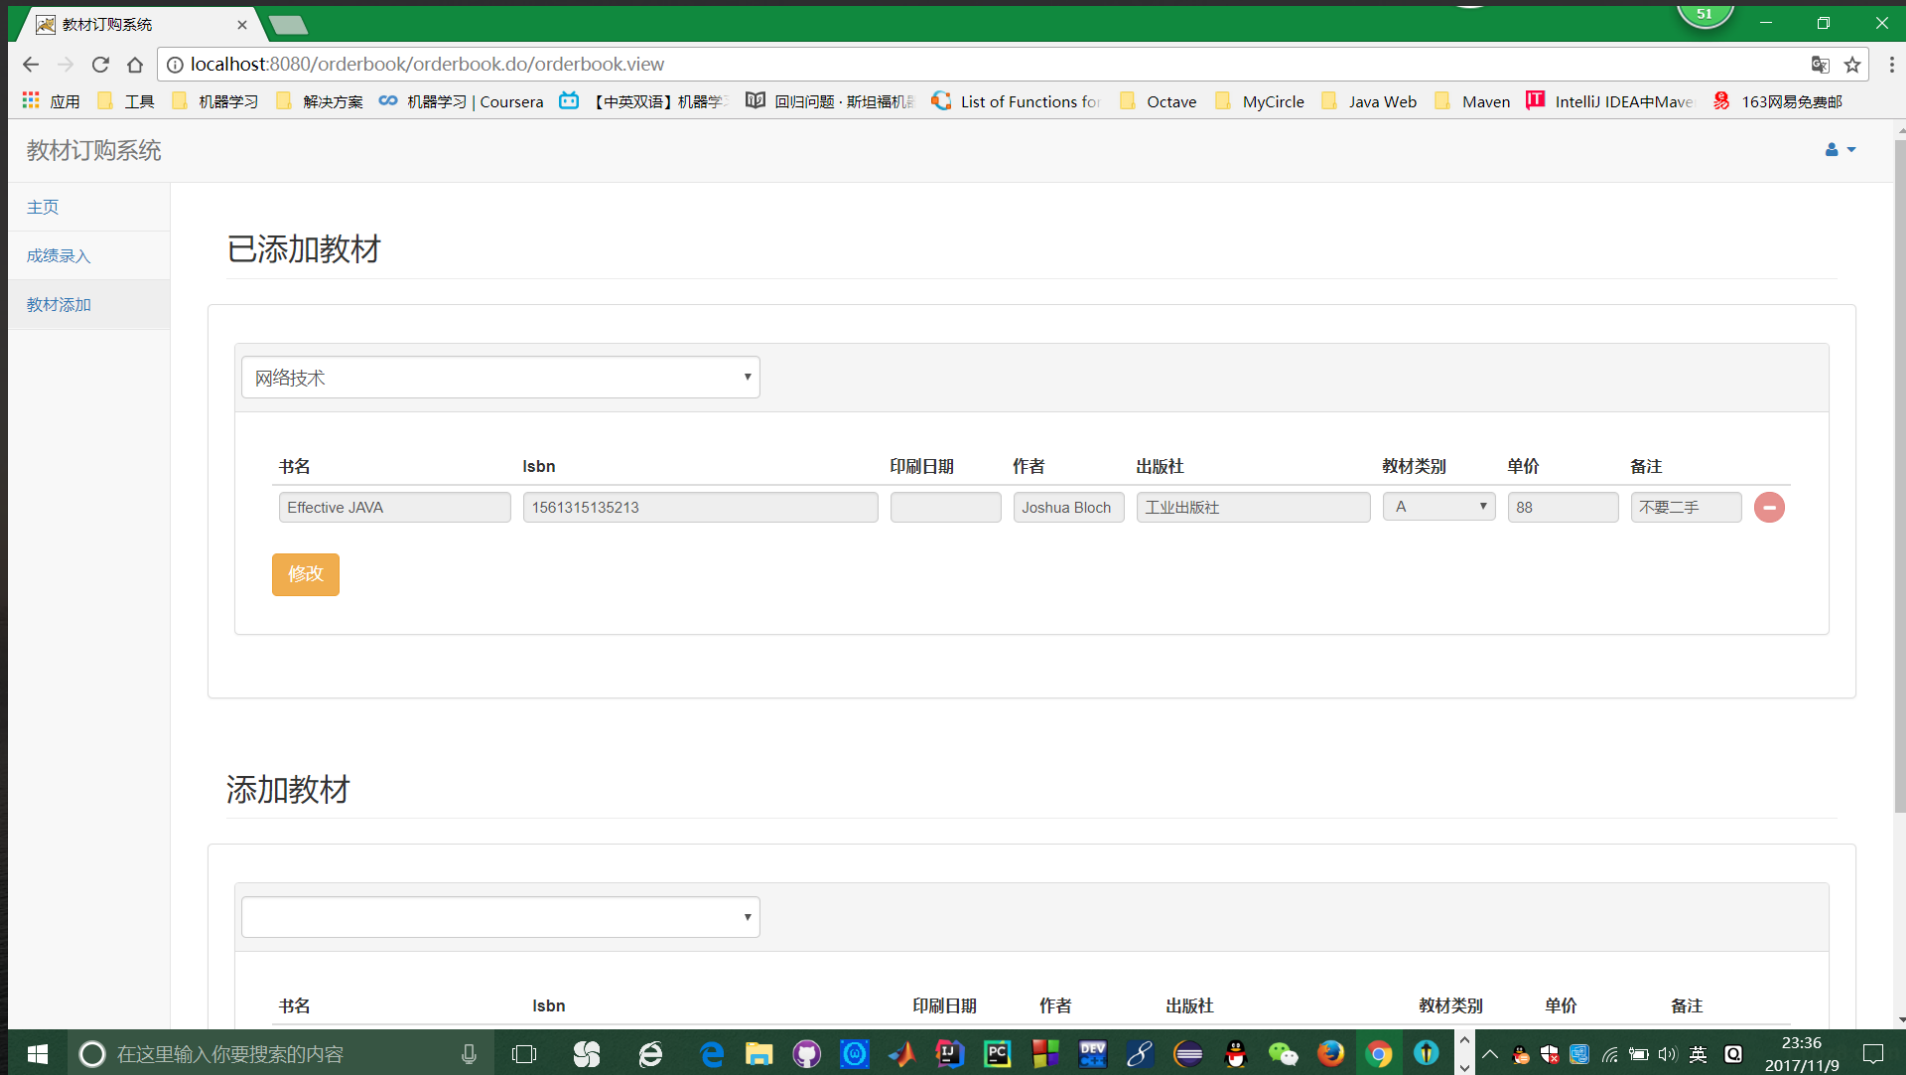 51
教材订购系统
localhost:8080/orderbook/orderbook.do/orderbook.view
应用 工具 机器学习 解决方案 机器学习 | Coursera 【中英双语】机器学习 回归问题 · 斯坦福机器 List of Functions for Octave MyCircle Java Web Maven IntelliJ IDEA中Mave 163网易免费邮
教材订购系统
主页
成绩录入
教材添加
已添加教材
网络技术
书名 Isbn 印刷日期 作者 出版社 教材类别 单价 备注
Effective JAVA 1561315135213 Joshua Bloch 工业出版社 A 88 不要二手
修改
添加教材
书名 Isbn 印刷日期 作者 出版社 教材类别 单价 备注
在这里输入你要搜索的内容
IJ PC DEV C++ 英
23:36
2017/11/9